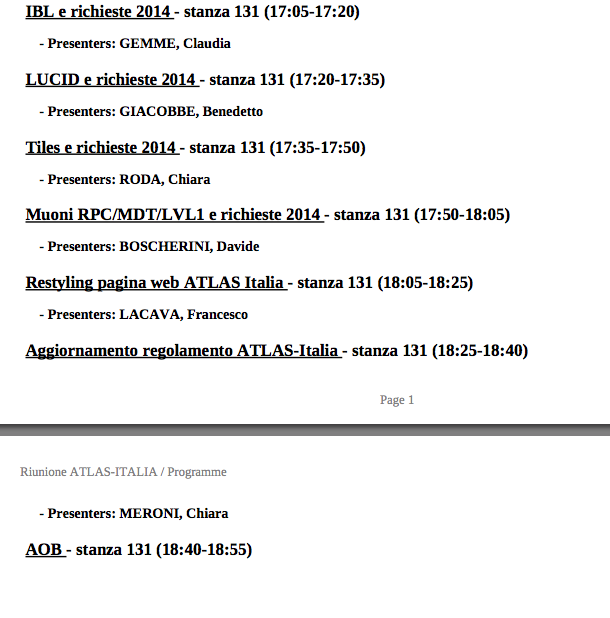 IBL e richieste 2014 - stanza 131 (17:05-17:20)
- Presenters: GEMME, Claudia
LUCID e richieste 2014 - stanza 131 (17:20-17:35)
- Presenters: GIACOBBE, Benedetto
Tiles e richieste 2014 - stanza 131 (17:35-17:50)
- Presenters: RODA, Chiara
Muoni RPC/MDT/LVL1 e richieste 2014 - stanza 131 (17:50-18:05)
- Presenters: BOSCHERINI, Davide
Restyling pagina web ATLAS Italia - stanza 131 (18:05-18:25)
- Presenters: LACAVA, Francesco
Aggiornamento regolamento ATLAS-Italia - stanza 131 (18:25-18:40)
Page 1
Riunione ATLAS-ITALIA / Programme
- Presenters: MERONI, Chiara
AOB - stanza 131 (18:40-18:55)